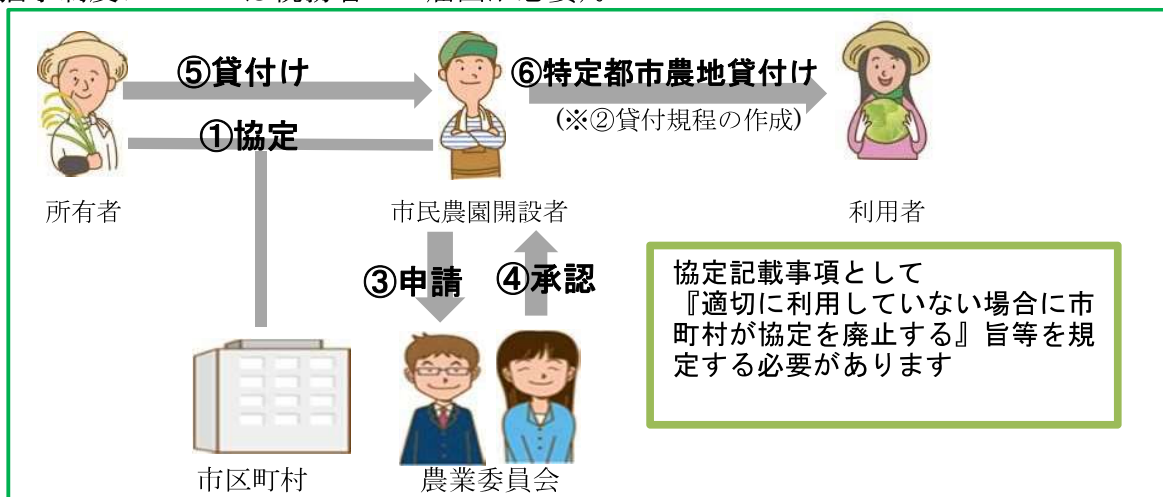 ⑤貸付け
⑥特定都市農地貸付け
(※②貸付規程の作成)
①協定
所有者
市民農園開設者
利用者
③申請
④承認
協定記載事項として
『適切に利用していない場合に市
町村が協定を廃止する』旨等を規
定する必要があります
市区町村
農業委員会